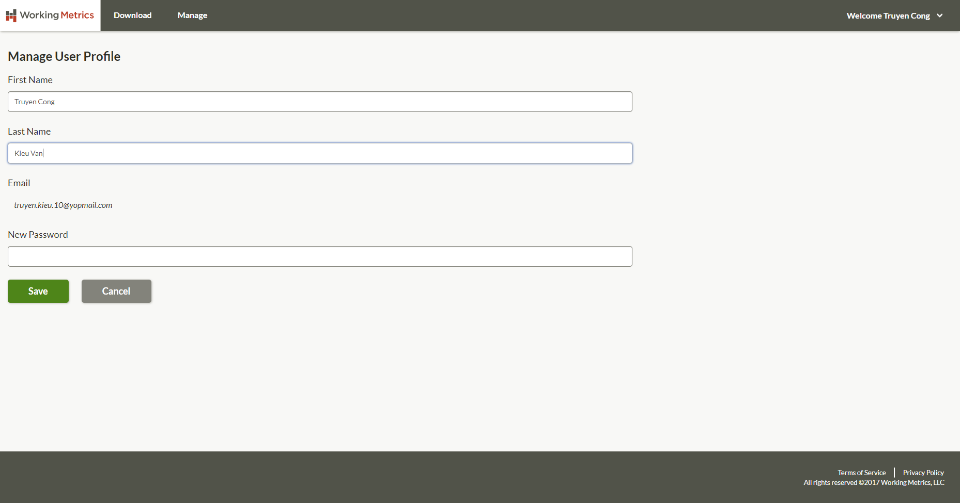 Working Metrics Download Manage Welcome Truyen Cong
Manage User Profile
First Name
Truyen Cong
Last Name
Kieu Van
Email
truyen.kieu.10@yopmail.com
New Password
Save Cancel
Terms of Service Privacy Policy
All rights reserved ©2017 Working Metrics, LLC